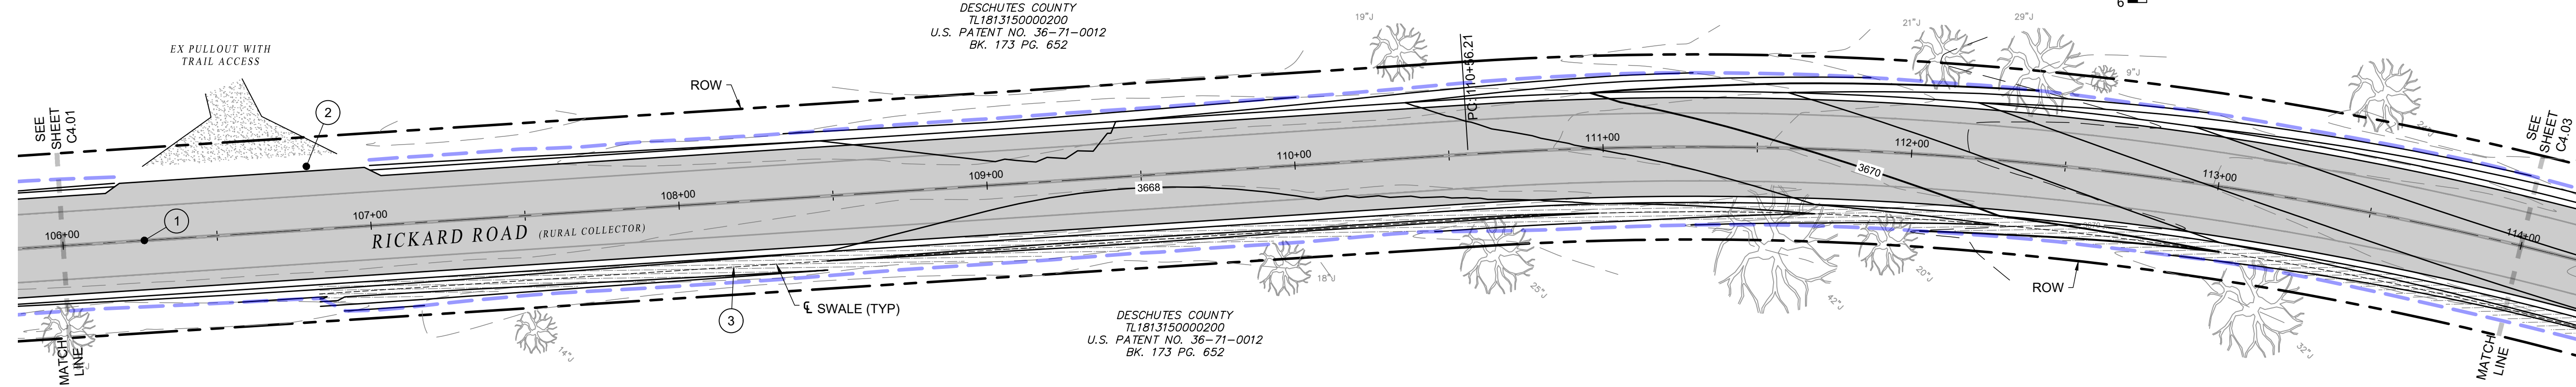 DESCHUTES COUNTY
TL1813150000200
U.S. PATENT NO. 36-71-0012
BK. 173 PG. 652
6
EX PULLOUT WITH
TRAIL ACCESS
SEE
SHEET
C4.01
2
ROW
19"J
PC: 110+56.21
21"J
29"J
9"J
SEE
SHEET
C4.03
1
106+00
107+00
108+00
109+00
110+00
111+00
112+00
113+00
114+00
3668
3670
RICKARD ROAD (RURAL COLLECTOR)
3
℄ SWALE (TYP)
18"J
25"J
42"J
20"J
ROW
32"J
14"J
MATCH
LINE
DESCHUTES COUNTY
TL1813150000200
U.S. PATENT NO. 36-71-0012
BK. 173 PG. 652
MATCH
LINE